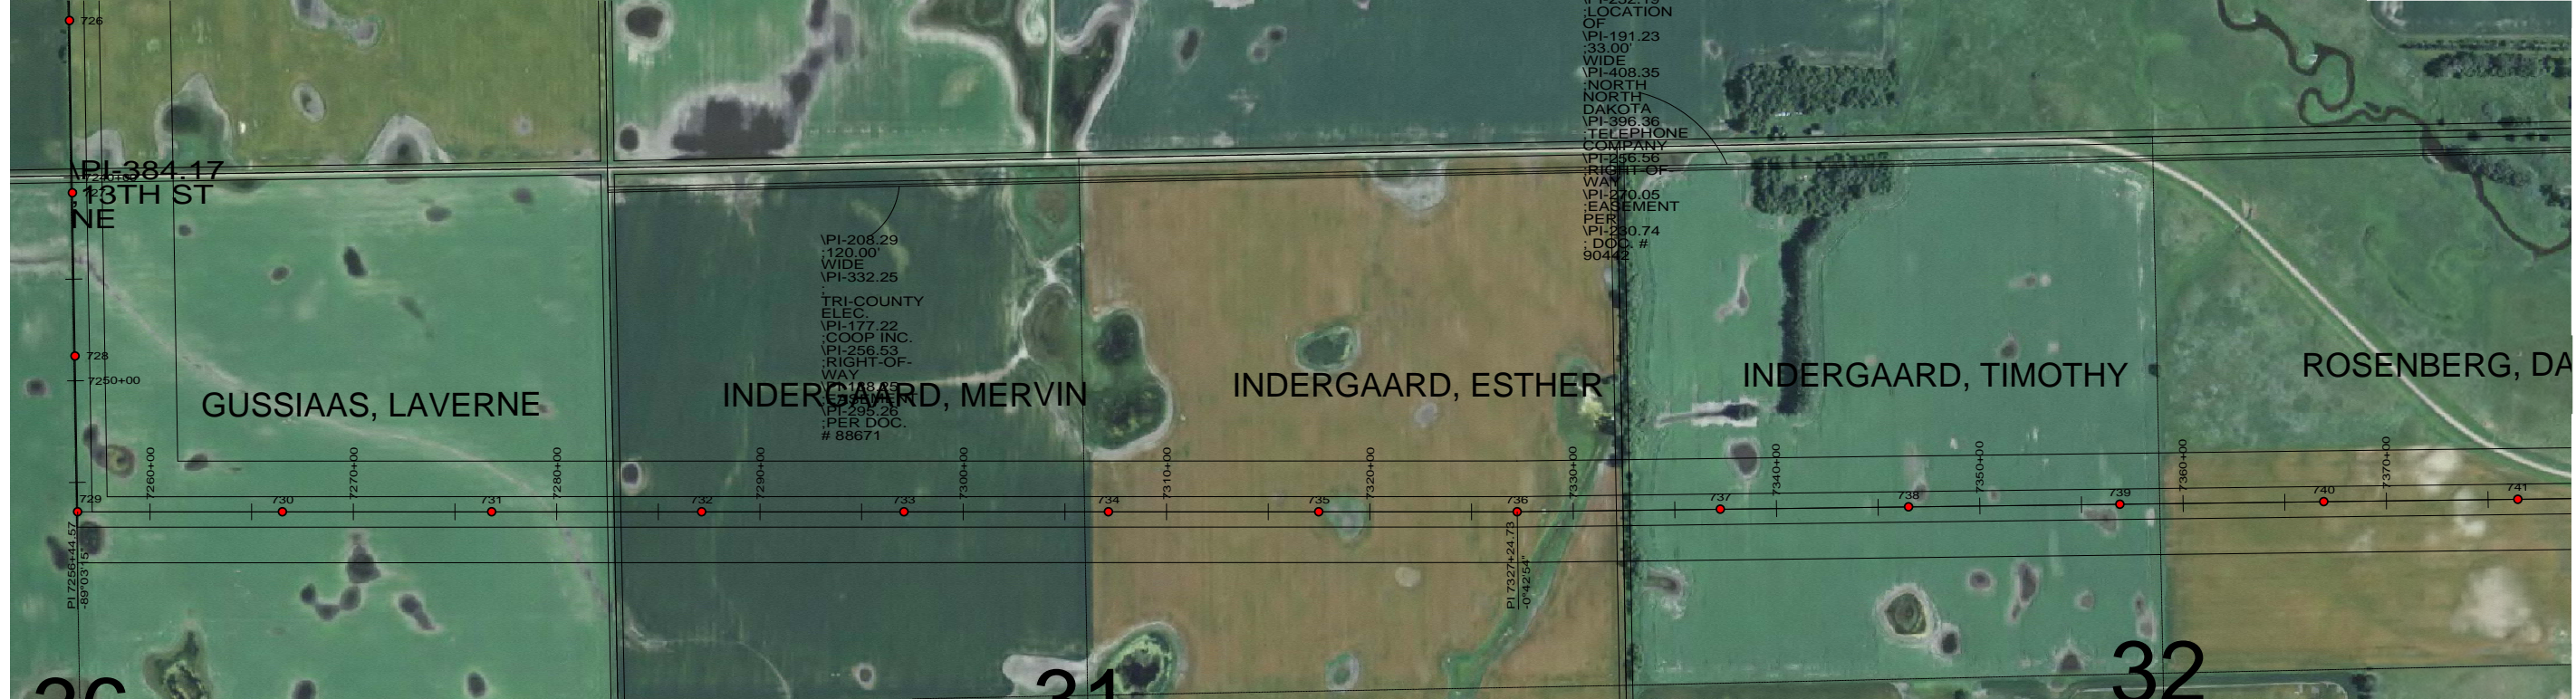 726
\PI-384.17
; 13TH ST
NE
728
7250+00
GUSSIAAS, LAVERNE
\PI-208.29
;120.00'
WIDE
\PI-332.25
;
TRI-COUNTY
ELEC.
\PI-177.22
;COOP INC.
\PI-256.53
;RIGHT-OF-
WAY
\PI-295.26
;PER DOC.
# 88671
INDERGAARD, MERVIN
INDERGAARD, ESTHER
;LOCATION
OF
\PI-191.23
;33.00'
WIDE
\PI-408.35
;NORTH
NORTH
DAKOTA
\PI-396.36
;TELEPHONE
COMPANY
\PI-256.56
;RIGHT-OF-
WAY
\PI-270.05
;EASEMENT
PER
\PI-230.74
; DOC. #
90442
INDERGAARD, TIMOTHY
ROSENBERG, DA
7260+00
7270+00
7280+00
7290+00
7300+00
7310+00
7320+00
7330+00
7340+00
7350+00
7360+00
7370+00
729
730
731
732
733
734
735
736
737
738
739
740
741
PI 7256+44.57
-89°03'15"
PI 7327+24.73
-0°42'54"
31
32